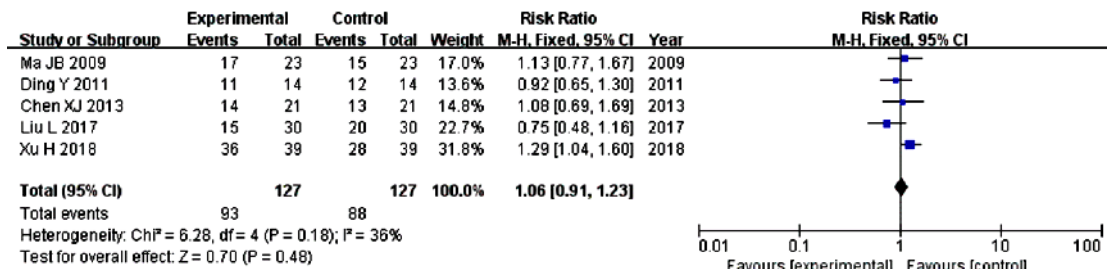 Experimental Control Risk Ratio Risk Ratio
Study or Subgroup Events Total Events Total Weight M-H, Fixed, 95% CI Year M-H, Fixed, 95% CI
Ma JB 2009 17 23 15 23 17.0% 1.13 [0.77, 1.67] 2009
Ding Y 2011 11 14 12 14 13.6% 0.92 [0.65, 1.30] 2011
Chen XJ 2013 14 21 13 21 14.8% 1.08 [0.69, 1.69] 2013
Liu L 2017 15 30 20 30 22.7% 0.75 [0.48, 1.16] 2017
Xu H 2018 36 39 28 39 31.8% 1.29 [1.04, 1.60] 2018
Total (95% CI) 127 127 100.0% 1.06 [0.91, 1.23]
Total events 93 88
Heterogeneity: Chi² = 6.28, df = 4 (P = 0.18); I² = 36%
Test for overall effect: Z = 0.70 (P = 0.48)
0.01 0.1 1 10 100
Favours [experimental] Favours [control]